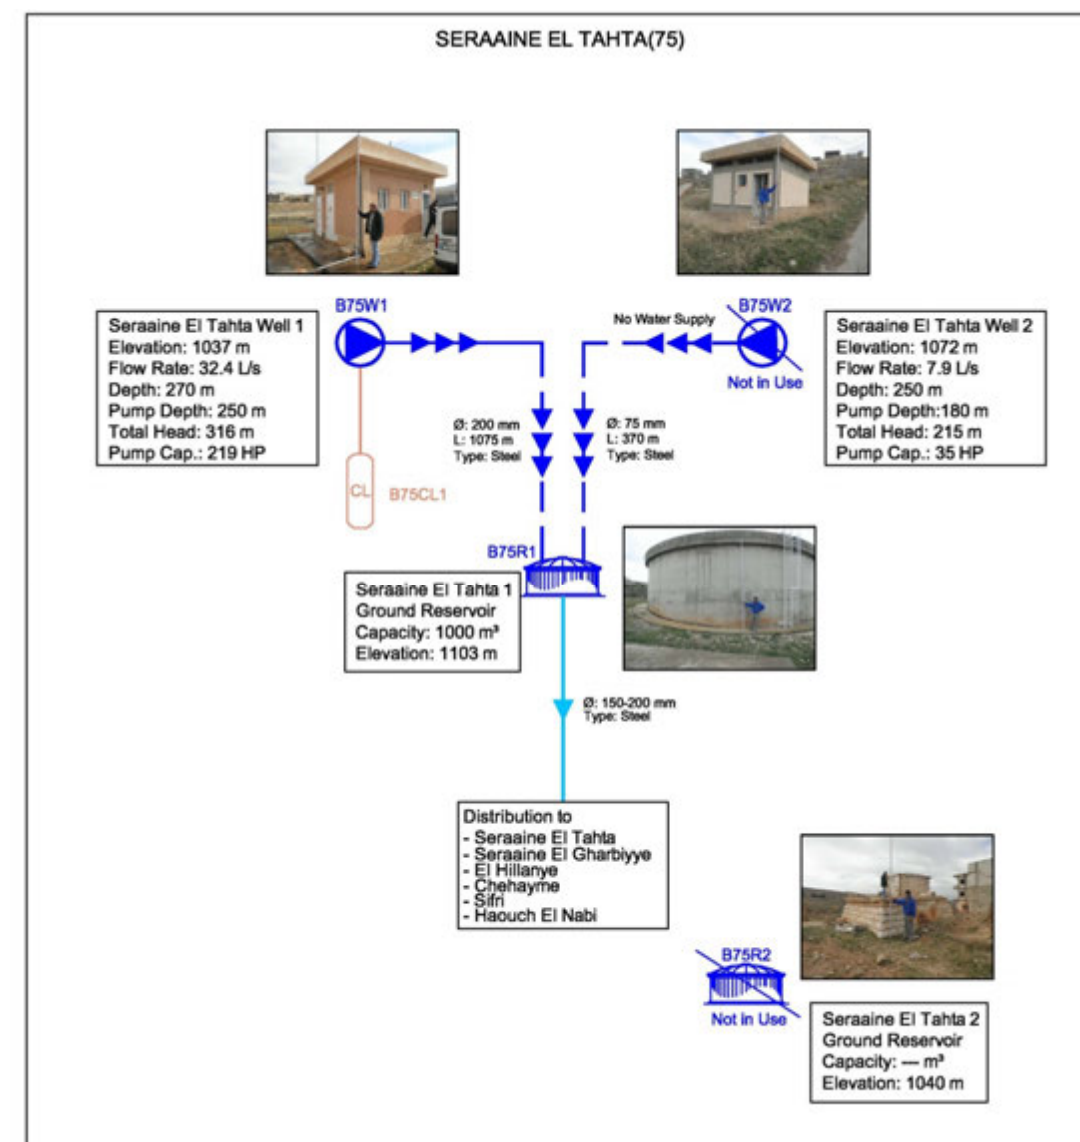 SERAAINE EL TAHTA(75)
B75W1
B75W2
Seraaine El Tahta Well 1
Elevation: 1037 m
Flow Rate: 32.4 L/s
Depth: 270 m
Pump Depth: 250 m
Total Head: 316 m
Pump Cap.: 219 HP
No Water Supply
Not in Use
Seraaine El Tahta Well 2
Elevation: 1072 m
Flow Rate: 7.9 L/s
Depth: 250 m
Pump Depth:180 m
Total Head: 215 m
Pump Cap.: 35 HP
Ø: 200 mm
L: 1075 m
Type: Steel
Ø: 75 mm
L: 370 m
Type: Steel
CL
B75CL1
B75R1
Seraaine El Tahta 1
Ground Reservoir
Capacity: 1000 m³
Elevation: 1103 m
Ø: 150-200 mm
Type: Steel
Distribution to
- Seraaine El Tahta
- Seraaine El Gharbiyye
- El Hillanye
- Chehayme
- Sifri
- Haouch El Nabi
B75R2
Not in Use
Seraaine El Tahta 2
Ground Reservoir
Capacity: --- m³
Elevation: 1040 m